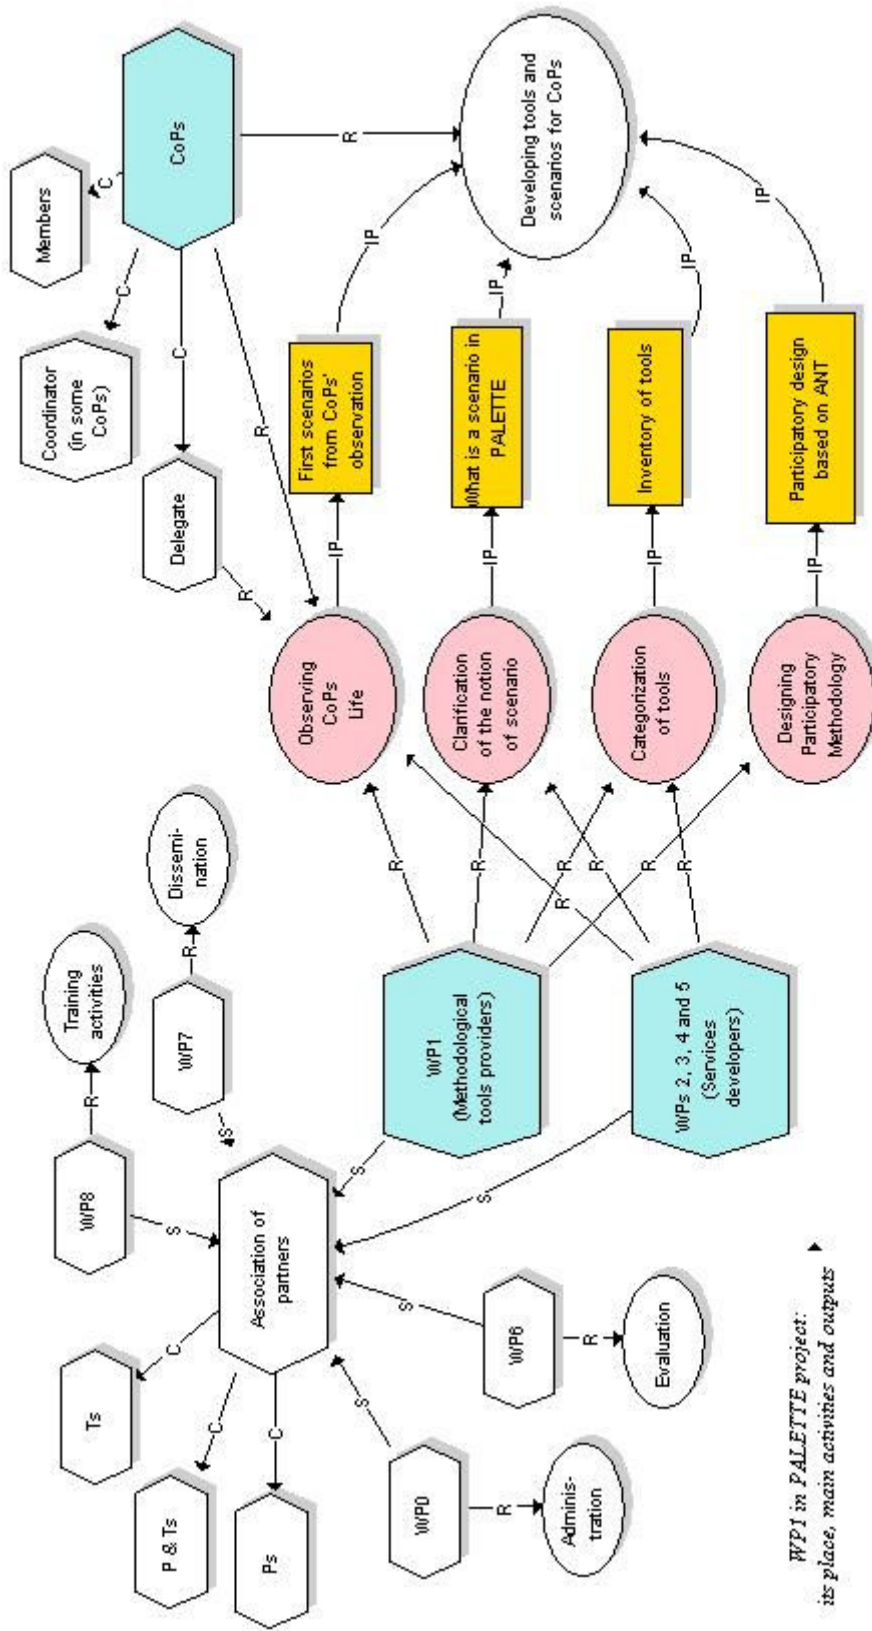 Members
CoPs
Coordinator
(in some
CoPs)
Delegate
C
C
C
R
R
R
Developing tools and
scenarios for CoPs
First scenarios
from CoPs'
observation
What is a scenario in
PALETTE
Inventory of tools
Participatory design
based on ANT
IP
IP
IP
IP
IP
IP
IP
IP
Observing
CoPs
Life
Clarification
of the notion
of scenario
Categorization
of tools
Designing
Participatory
Methodology
R
R
R
R
R
R
R
Training
activities
Dissemi-
nation
R
R
WP8
WP7
WP1
(Methodological
tools providers)
WPs 2, 3, 4 and 5
(Services
developers)
S
S
S
S
S
S
Association of
partners
Ts
P & Ts
Ps
C
C
C
WP0
WP6
R
R
Adminis-
tration
Evaluation
WP1 in PALETTE project:
its place, main activities and outputs